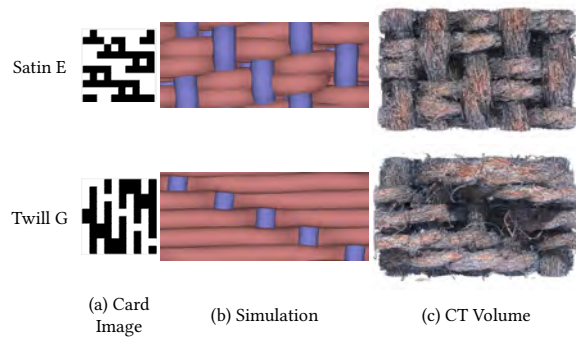 Satin E
Twill G
(a) Card
Image
(b) Simulation
(c) CT Volume